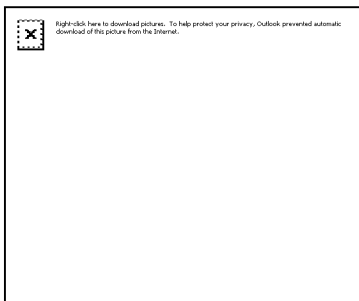 Right-click here to download pictures.  To help protect your privacy, Outlook prevented automatic
download of this picture from the Internet.